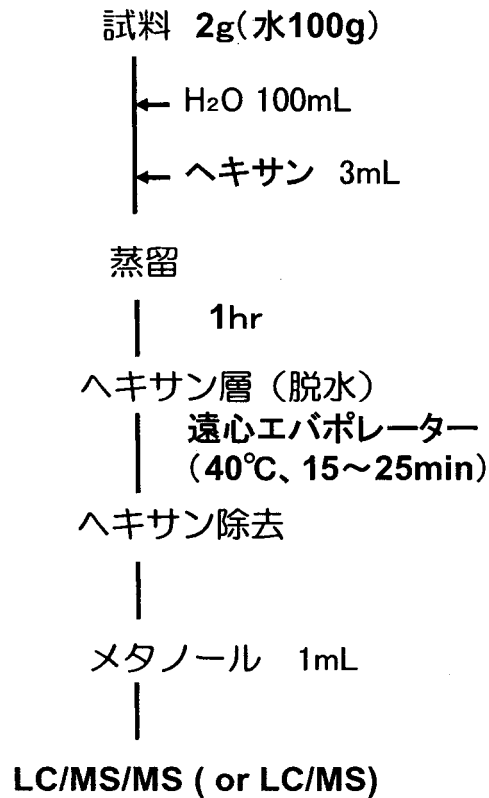 試料 2g(水100g)
H₂O 100mL
ヘキサン 3mL
蒸留
1hr
ヘキサン層（脱水）
遠心エバポレーター
（40℃、15～25min）
ヘキサン除去
メタノール 1mL
LC/MS/MS ( or LC/MS)